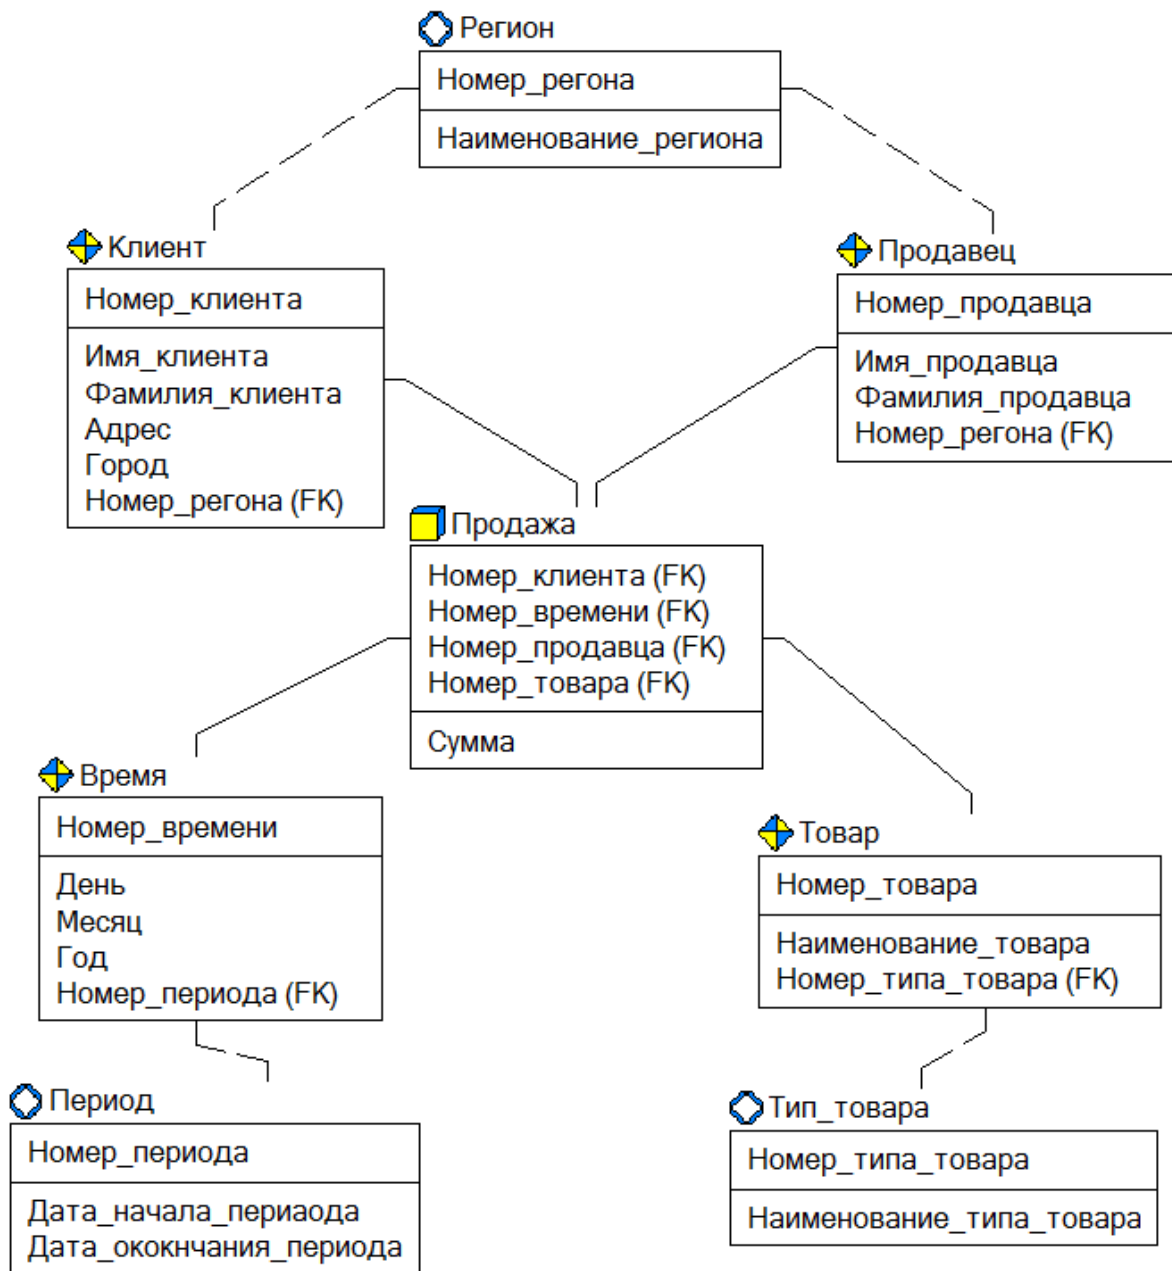 Регион
Номер_регона
Наименование_региона
Клиент
Номер_клиента
Имя_клиента
Фамилия_клиента
Адрес
Город
Номер_регона (FK)
Продавец
Номер_продавца
Имя_продавца
Фамилия_продавца
Номер_регона (FK)
Продажа
Номер_клиента (FK)
Номер_времени (FK)
Номер_продавца (FK)
Номер_товара (FK)
Сумма
Время
Номер_времени
День
Месяц
Год
Номер_периода (FK)
Товар
Номер_товара
Наименование_товара
Номер_типа_товара (FK)
Период
Номер_периода
Дата_начала_периаода
Дата_ококнчания_периода
Тип_товара
Номер_типа_товара
Наименование_типа_товара